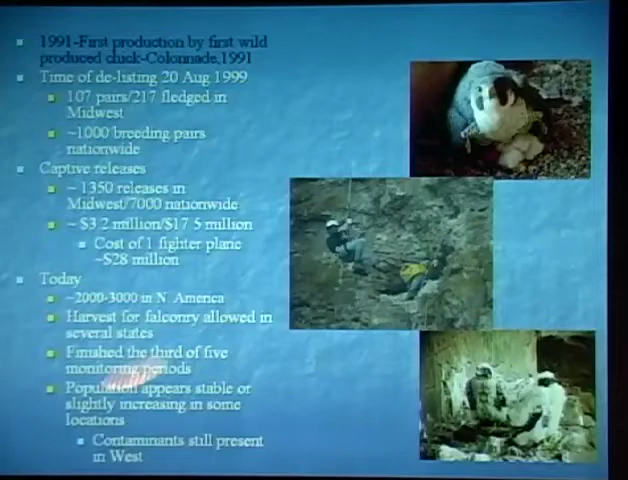 1991-First production by first wild
produced chick-Colonnade,1991
Time of de-listing 20 Aug 1999
107 pairs/217 fledged in
Midwest
~1000 breeding pairs
nationwide
Captive releases
~ 1350 releases in
Midwest/7000 nationwide
~ $3.2 million/$17.5 million
Cost of 1 fighter plane
~$28 million
Today
~2000-3000 in N. America
Harvest for falconry allowed in
several states
Finished the third of five
monitoring periods
Population appears stable or
slightly increasing in some
locations
Contaminants still present
in West